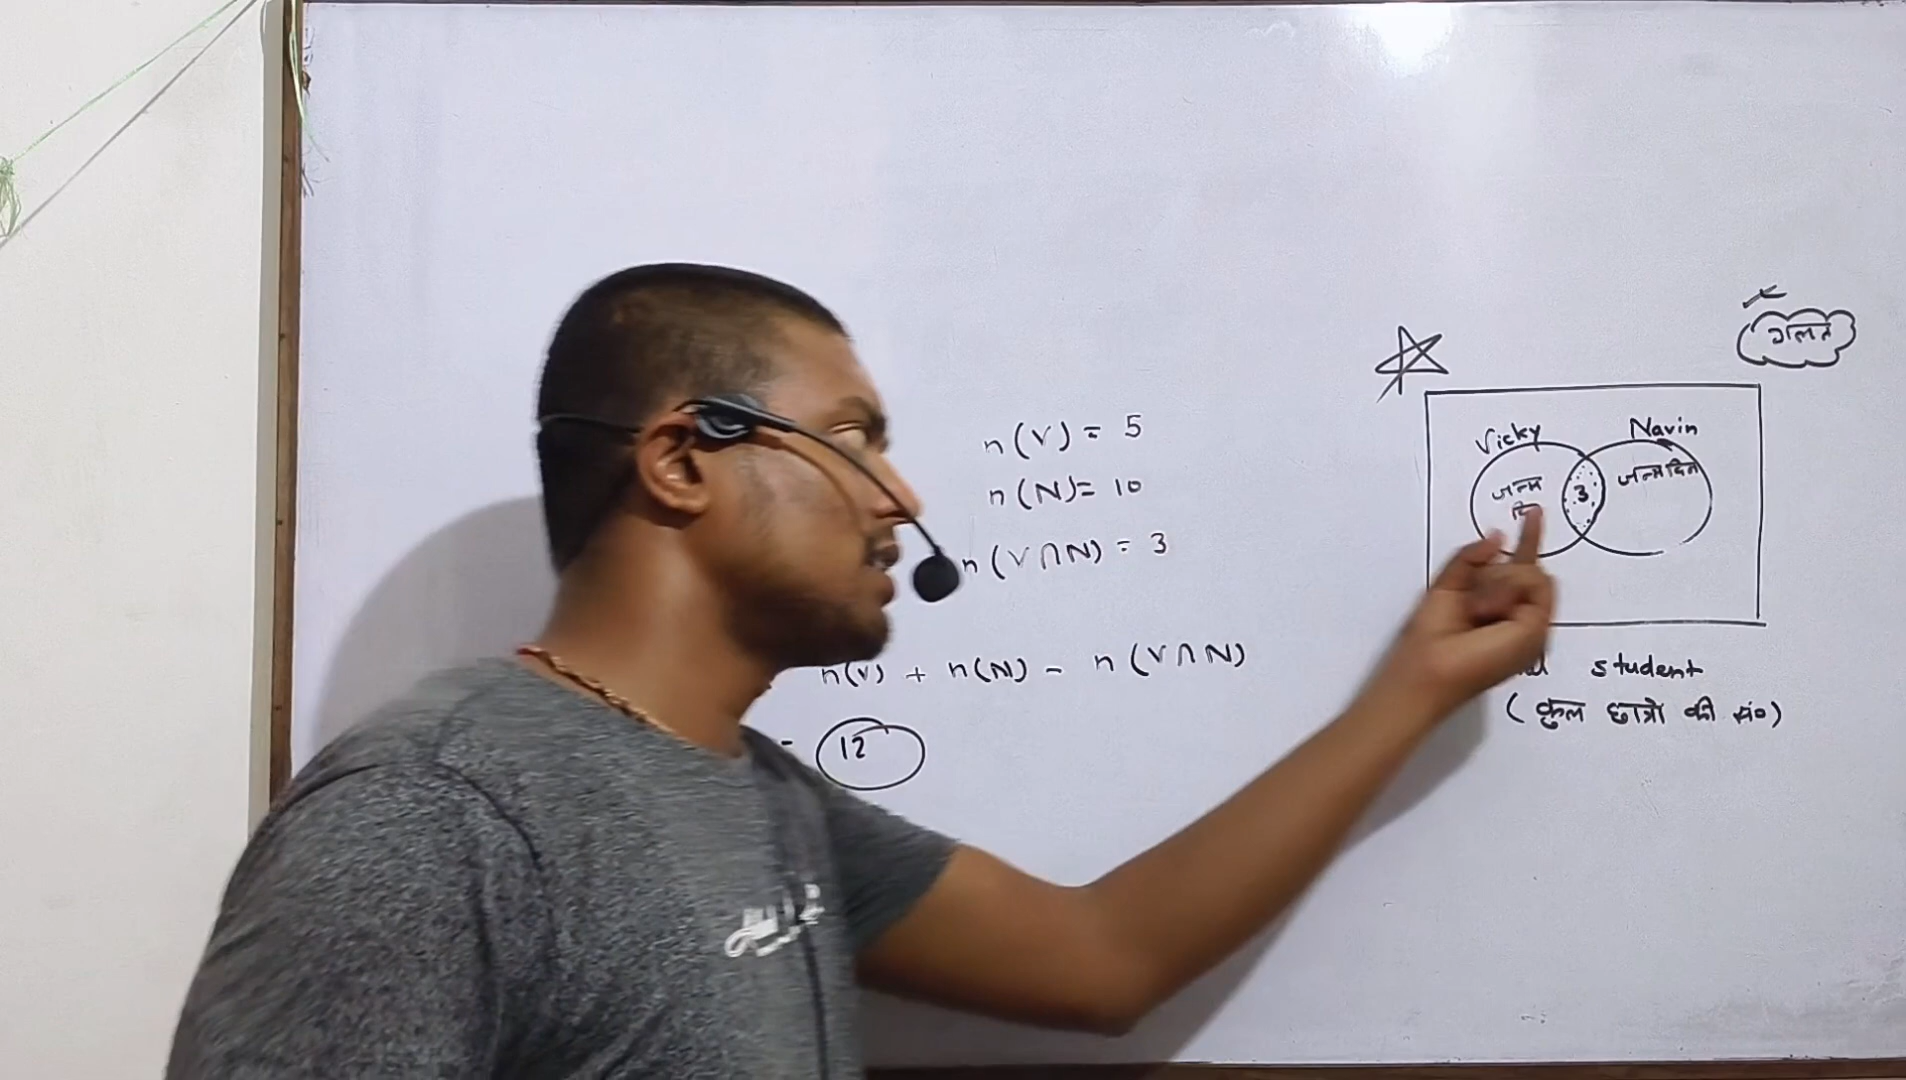 n(V) = 5
n(N) = 10
n(V∩N) = 3
n(V) + n(N) - n(V∩N)
= 12
गलत
Vicky Navin
जन्म 3 जन्मदिन
student
(कुल छात्रो की सं०)